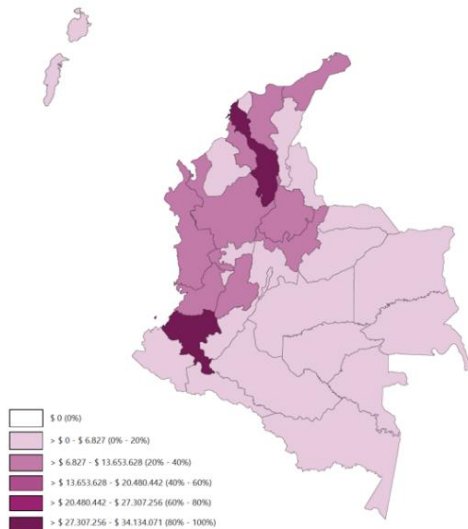 $ 0 (0%)
> $ 0 - $ 6.827 (0% - 20%)
> $ 6.827 - $ 13.653.628 (20% - 40%)
> $ 13.653.628 - $ 20.480.442 (40% - 60%)
> $ 20.480.442 - $ 27.307.256 (60% - 80%)
> $ 27.307.256 - $ 34.134.071 (80% - 100%)